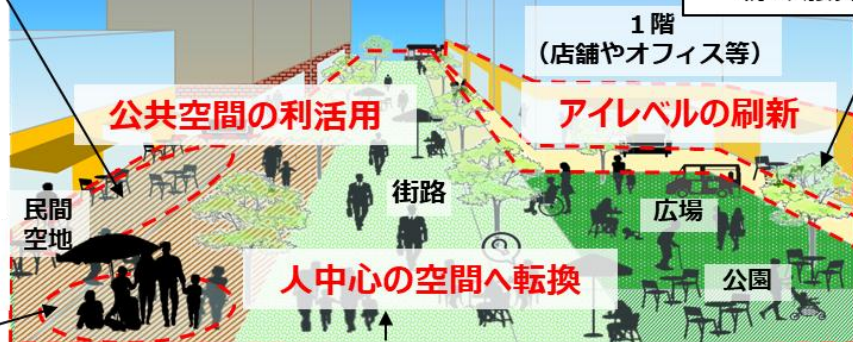 1階
（店舗やオフィス等）
公共空間の利活用
アイレベルの刷新
民間
空地
街路
広場
人中心の空間へ転換
公園